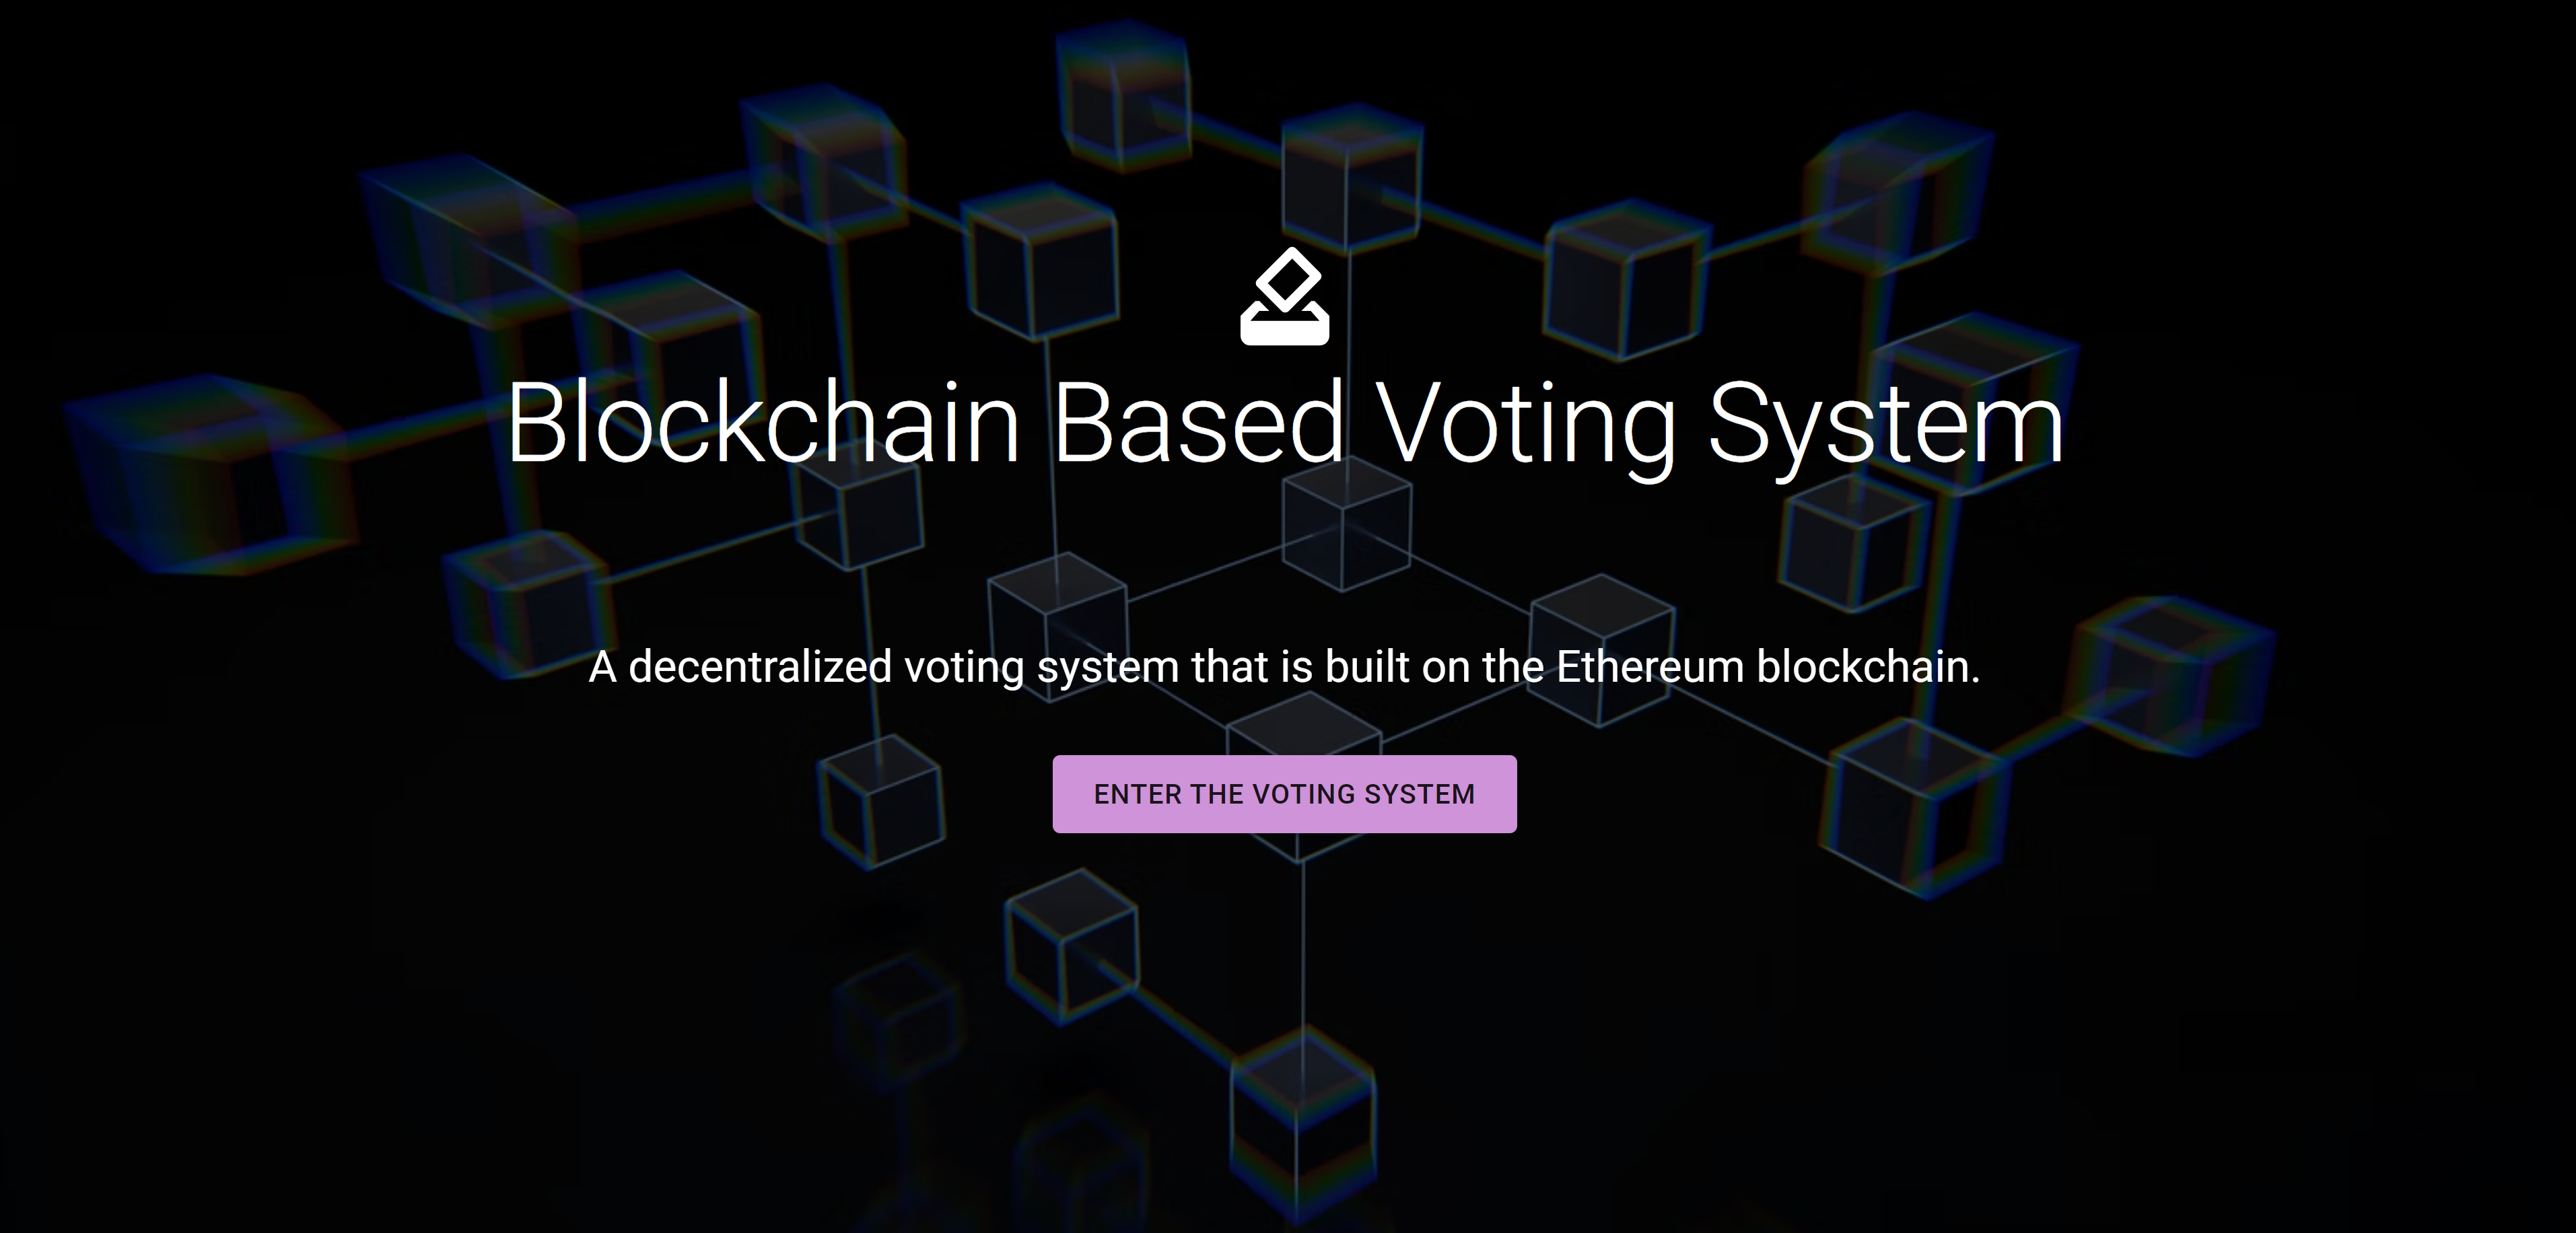 Blockchain Based Voting System
A decentralized voting system that is built on the Ethereum blockchain.
ENTER THE VOTING SYSTEM